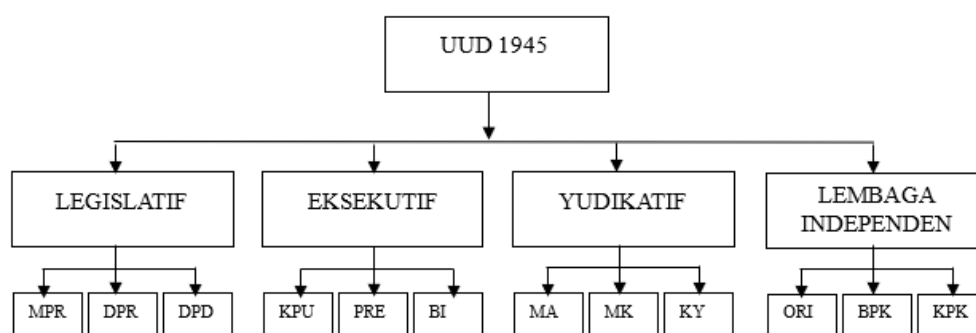 UUD 1945
LEGISLATIF
EKSEKUTIF
YUDIKATIF
LEMBAGA
INDEPENDEN
MPR
DPR
DPD
KPU
PRE
BI
MA
MK
KY
ORI
BPK
KPK